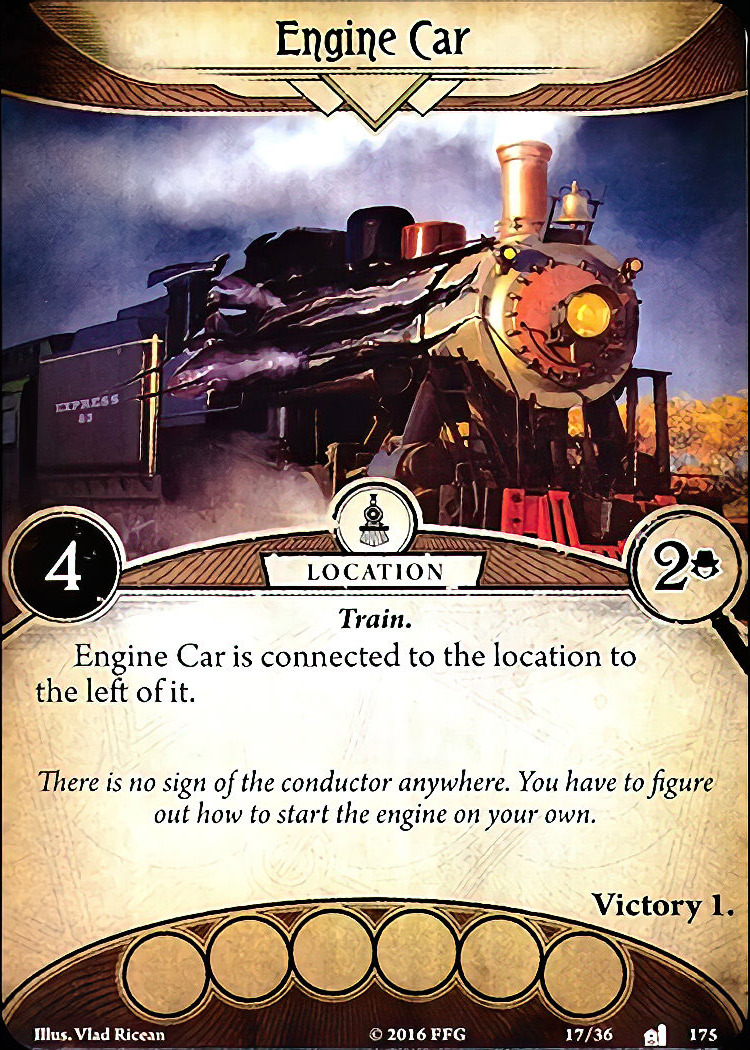 Engine Car
EXPRESS
83
4
LOCATION
2
Train.
Engine Car is connected to the location to
the left of it.
There is no sign of the conductor anywhere. You have to figure
out how to start the engine on your own.
Victory 1.
Illus. Vlad Ricean
© 2016 FFG
17/36
175